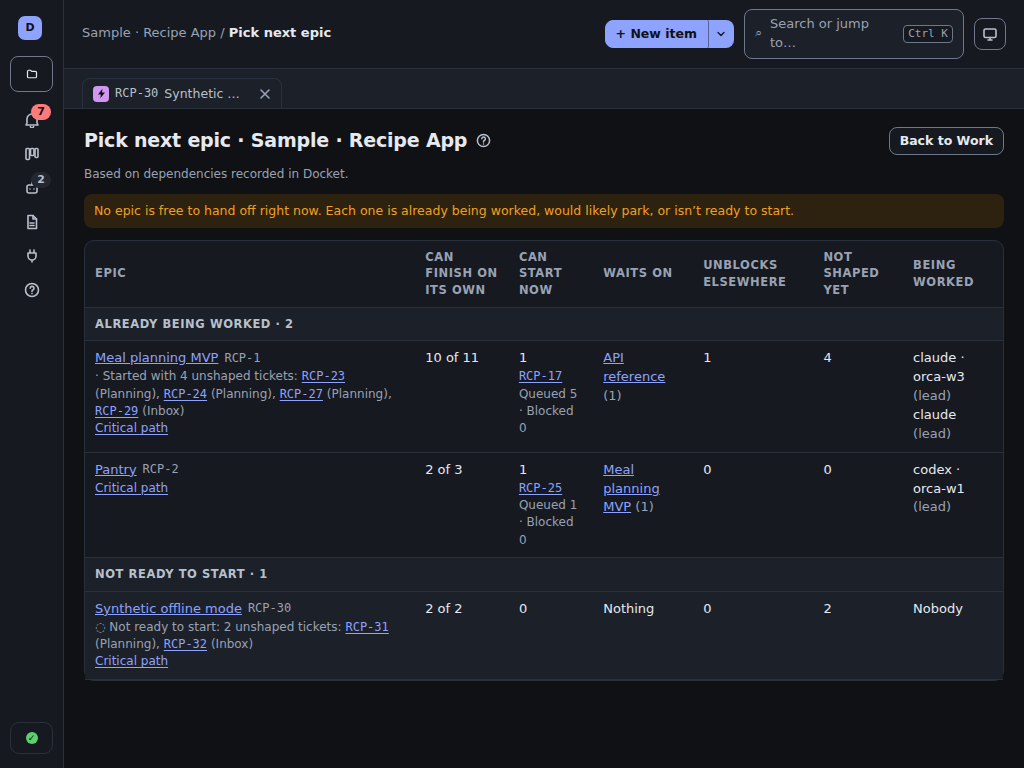 D
Sample · Recipe App / Pick next epic
+ New item
Search or jump to…
Ctrl K
7
2
RCP-30 Synthetic …
Pick next epic · Sample · Recipe App
Back to Work
Based on dependencies recorded in Docket.
No epic is free to hand off right now. Each one is already being worked, would likely park, or isn’t ready to start.
EPIC
CAN FINISH ON ITS OWN
CAN START NOW
WAITS ON
UNBLOCKS ELSEWHERE
NOT SHAPED YET
BEING WORKED
ALREADY BEING WORKED · 2
Meal planning MVP RCP-1
· Started with 4 unshaped tickets: RCP-23
(Planning), RCP-24 (Planning), RCP-27 (Planning),
RCP-29 (Inbox)
Critical path
10 of 11
1
RCP-17
Queued 5
· Blocked
0
API
reference
(1)
1
4
claude ·
orca-w3
(lead)
claude
(lead)
Pantry RCP-2
Critical path
2 of 3
1
RCP-25
Queued 1
· Blocked
0
Meal
planning
MVP (1)
0
0
codex ·
orca-w1
(lead)
NOT READY TO START · 1
Synthetic offline mode RCP-30
Not ready to start: 2 unshaped tickets: RCP-31
(Planning), RCP-32 (Inbox)
Critical path
2 of 2
0
Nothing
0
2
Nobody